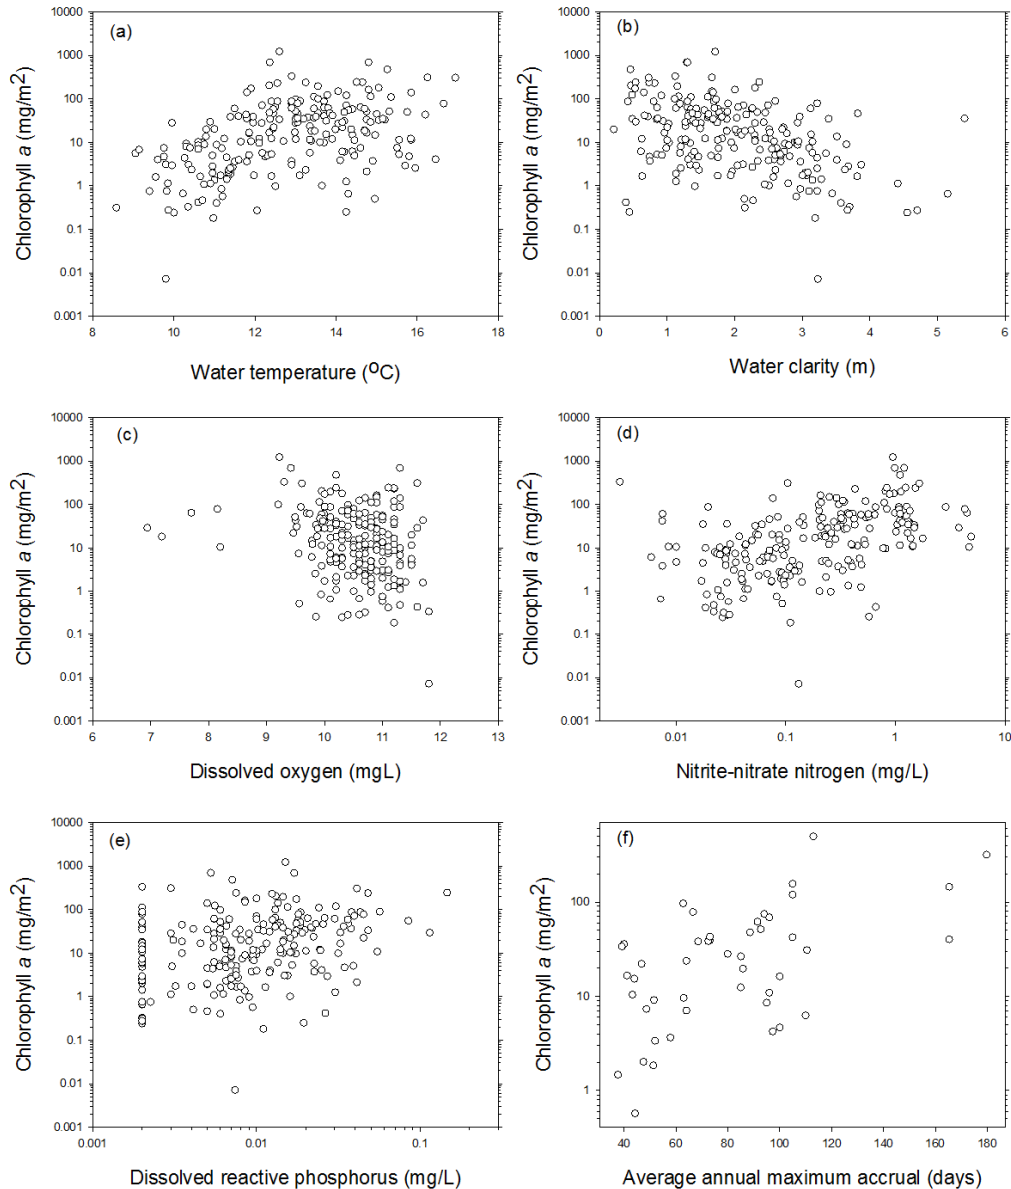 (a)
10000
1000
100
10
1
0.1
0.01
0.001
Chlorophyll a (mg/m2)
8 10 12 14 16 18
Water temperature (OC)
(b)
10000
1000
100
10
1
0.1
0.01
0.001
Chlorophyll a (mg/m2)
0 1 2 3 4 5 6
Water clarity (m)
(c)
10000
1000
100
10
1
0.1
0.01
0.001
Chlorophyll a (mg/m2)
6 7 8 9 10 11 12 13
Dissolved oxygen (mgL)
(d)
10000
1000
100
10
1
0.1
0.01
0.001
Chlorophyll a (mg/m2)
0.01 0.1 1 10
Nitrite-nitrate nitrogen (mg/L)
(e)
10000
1000
100
10
1
0.1
0.01
0.001
Chlorophyll a (mg/m2)
0.001 0.01 0.1
Dissolved reactive phosphorus (mg/L)
(f)
100
10
1
Chlorophyll a (mg/m2)
40 60 80 100 120 140 160 180
Average annual maximum accrual (days)